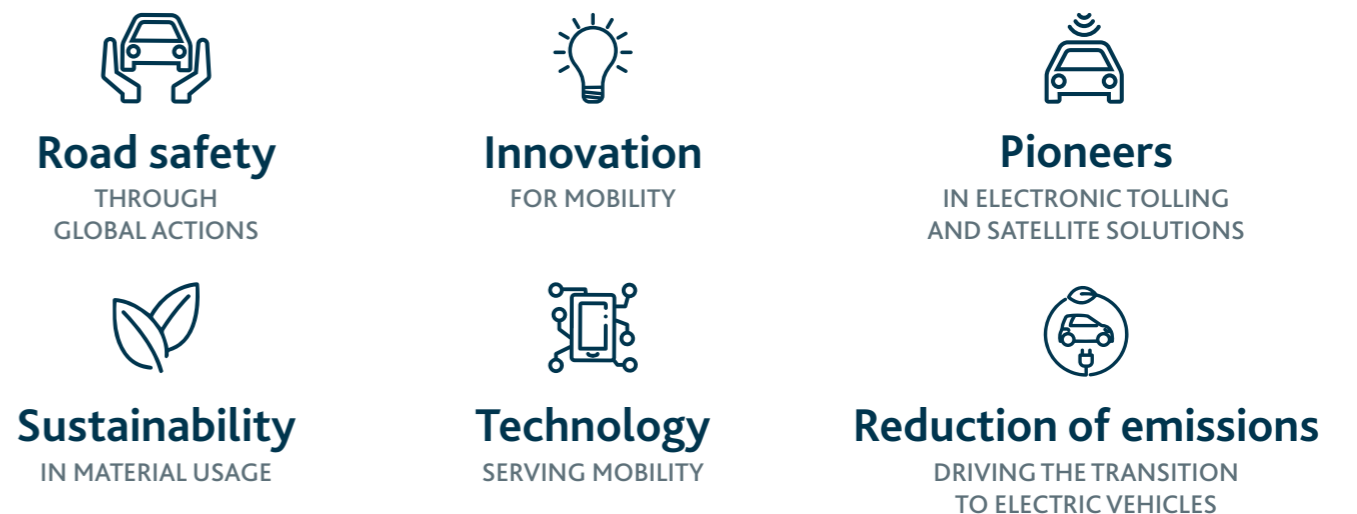 Road safety
THROUGH
GLOBAL ACTIONS
Innovation
FOR MOBILITY
Pioneers
IN ELECTRONIC TOLLING
AND SATELLITE SOLUTIONS
Sustainability
IN MATERIAL USAGE
Technology
SERVING MOBILITY
Reduction of emissions
DRIVING THE TRANSITION
TO ELECTRIC VEHICLES